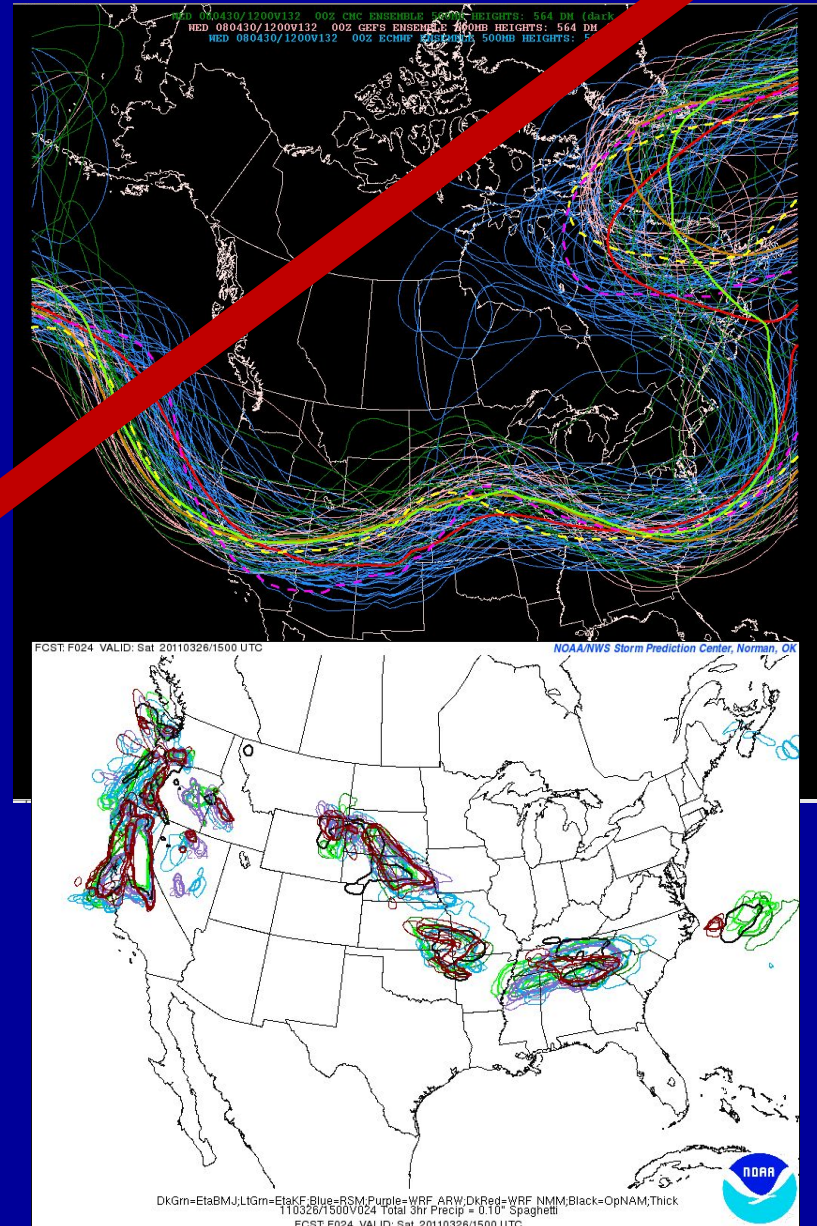 WED 080430/1200V132 00Z CMC ENSEMBLE 500MB HEIGHTS: 564 DM (dark
WED 080430/1200V132 00Z GEFS ENSEMBLE 500MB HEIGHTS: 564 DM
WED 080430/1200V132 00Z ECMWF ENSEMBLE 500MB HEIGHTS:
FCST: F024 VALID: Sat 20110326/1500 UTC
NOAA/NWS Storm Prediction Center, Norman, OK
NOAA
DkGrn=EtaBMJ;LtGrn=EtaKF;Blue=RSM;Purple=WRF ARW;DkRed=WRF NMM;Black=OpNAM;Thick
110326/1500V024 Total 3hr Precip = 0.10" Spaghetti
FCST: F024 VALID: Sat 20110326/1500 UTC